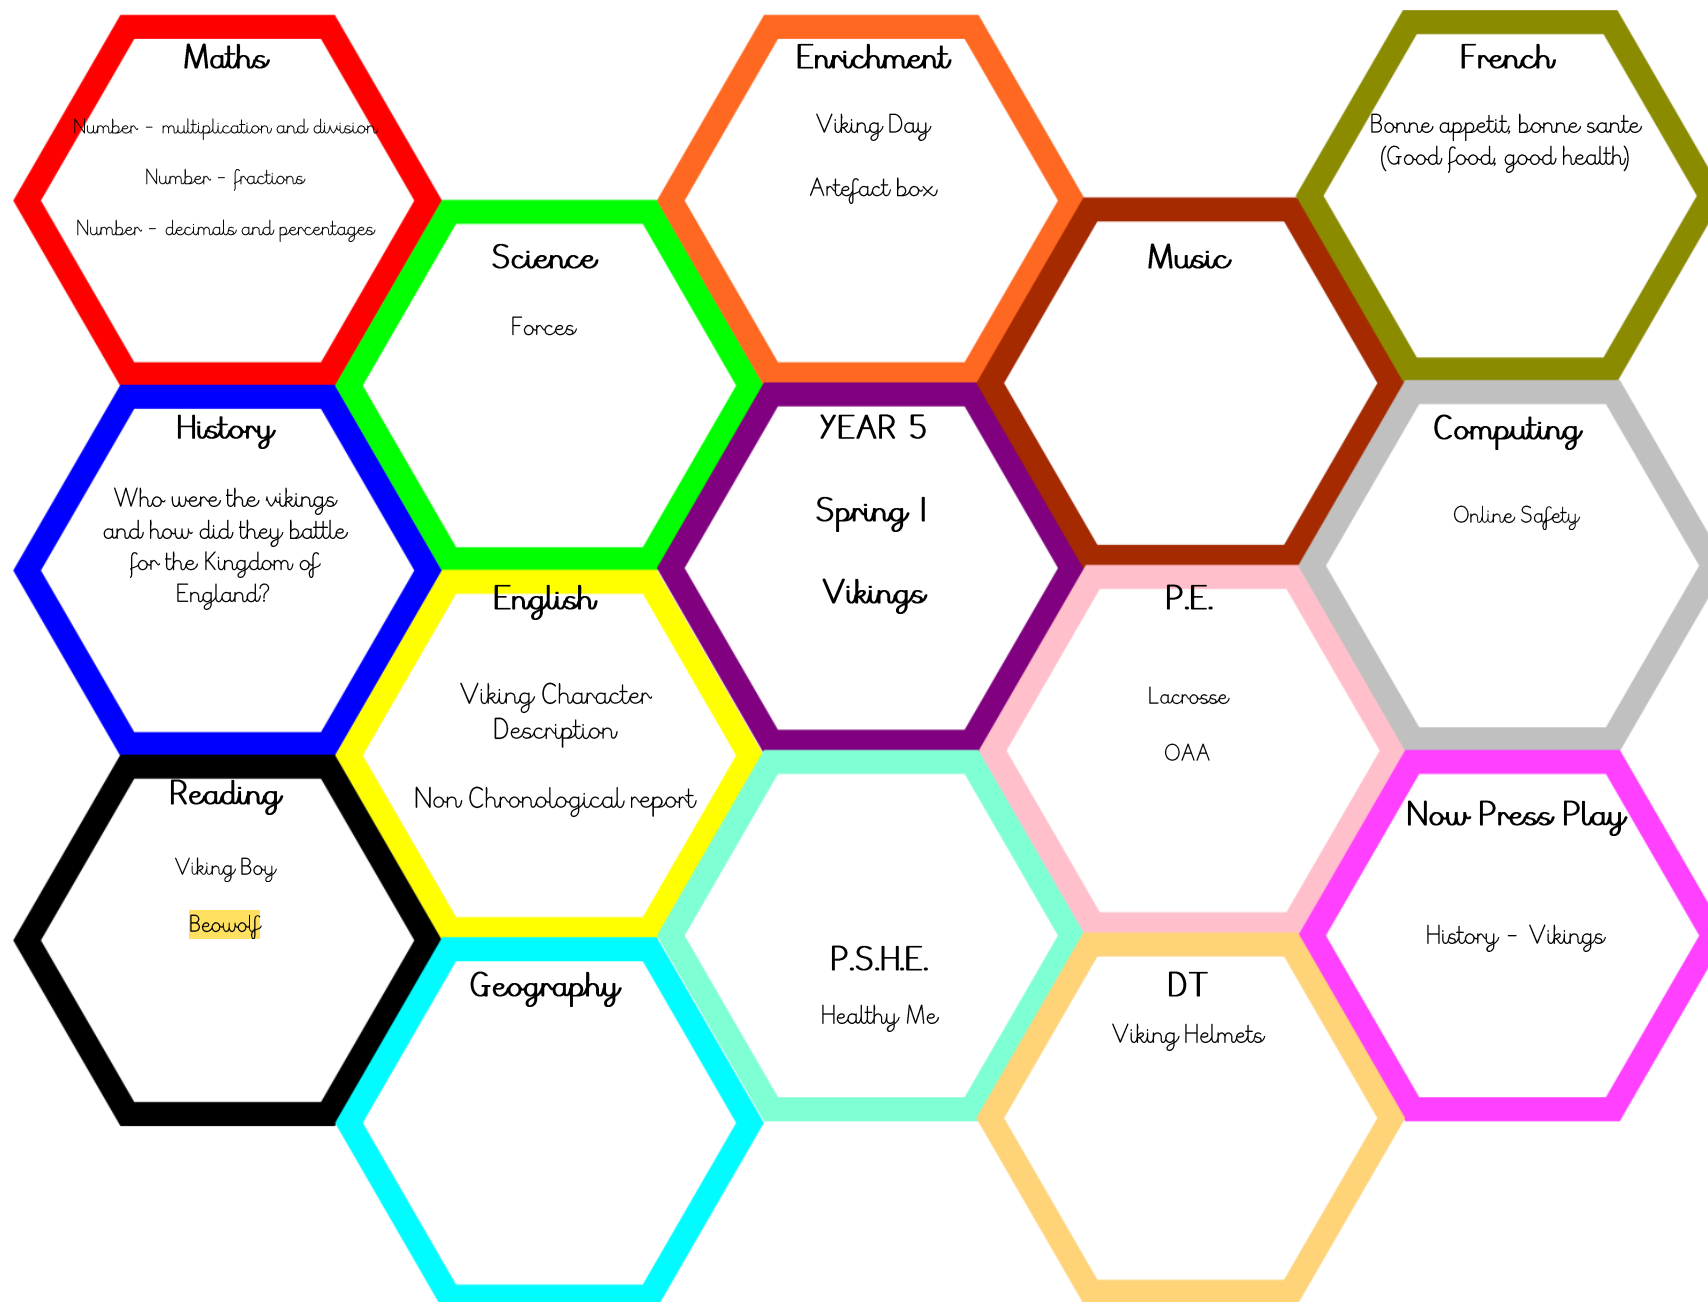 Maths
Number - multiplication and division
Number - fractions
Number - decimals and percentages
Enrichment
Viking Day
Artefact box
French
Bonne appetit, bonne sante
(Good food, good health)
Science
Forces
Music
History
Who were the vikings
and how did they battle
for the Kingdom of
England?
YEAR 5
Spring 1
Vikings
Computing
Online Safety
English
Viking Character
Description
Non Chronological report
P.E.
Lacrosse
OAA
Reading
Viking Boy
Beowolf
Now Press Play
History - Vikings
Geography
P.S.H.E.
Healthy Me
DT
Viking Helmets